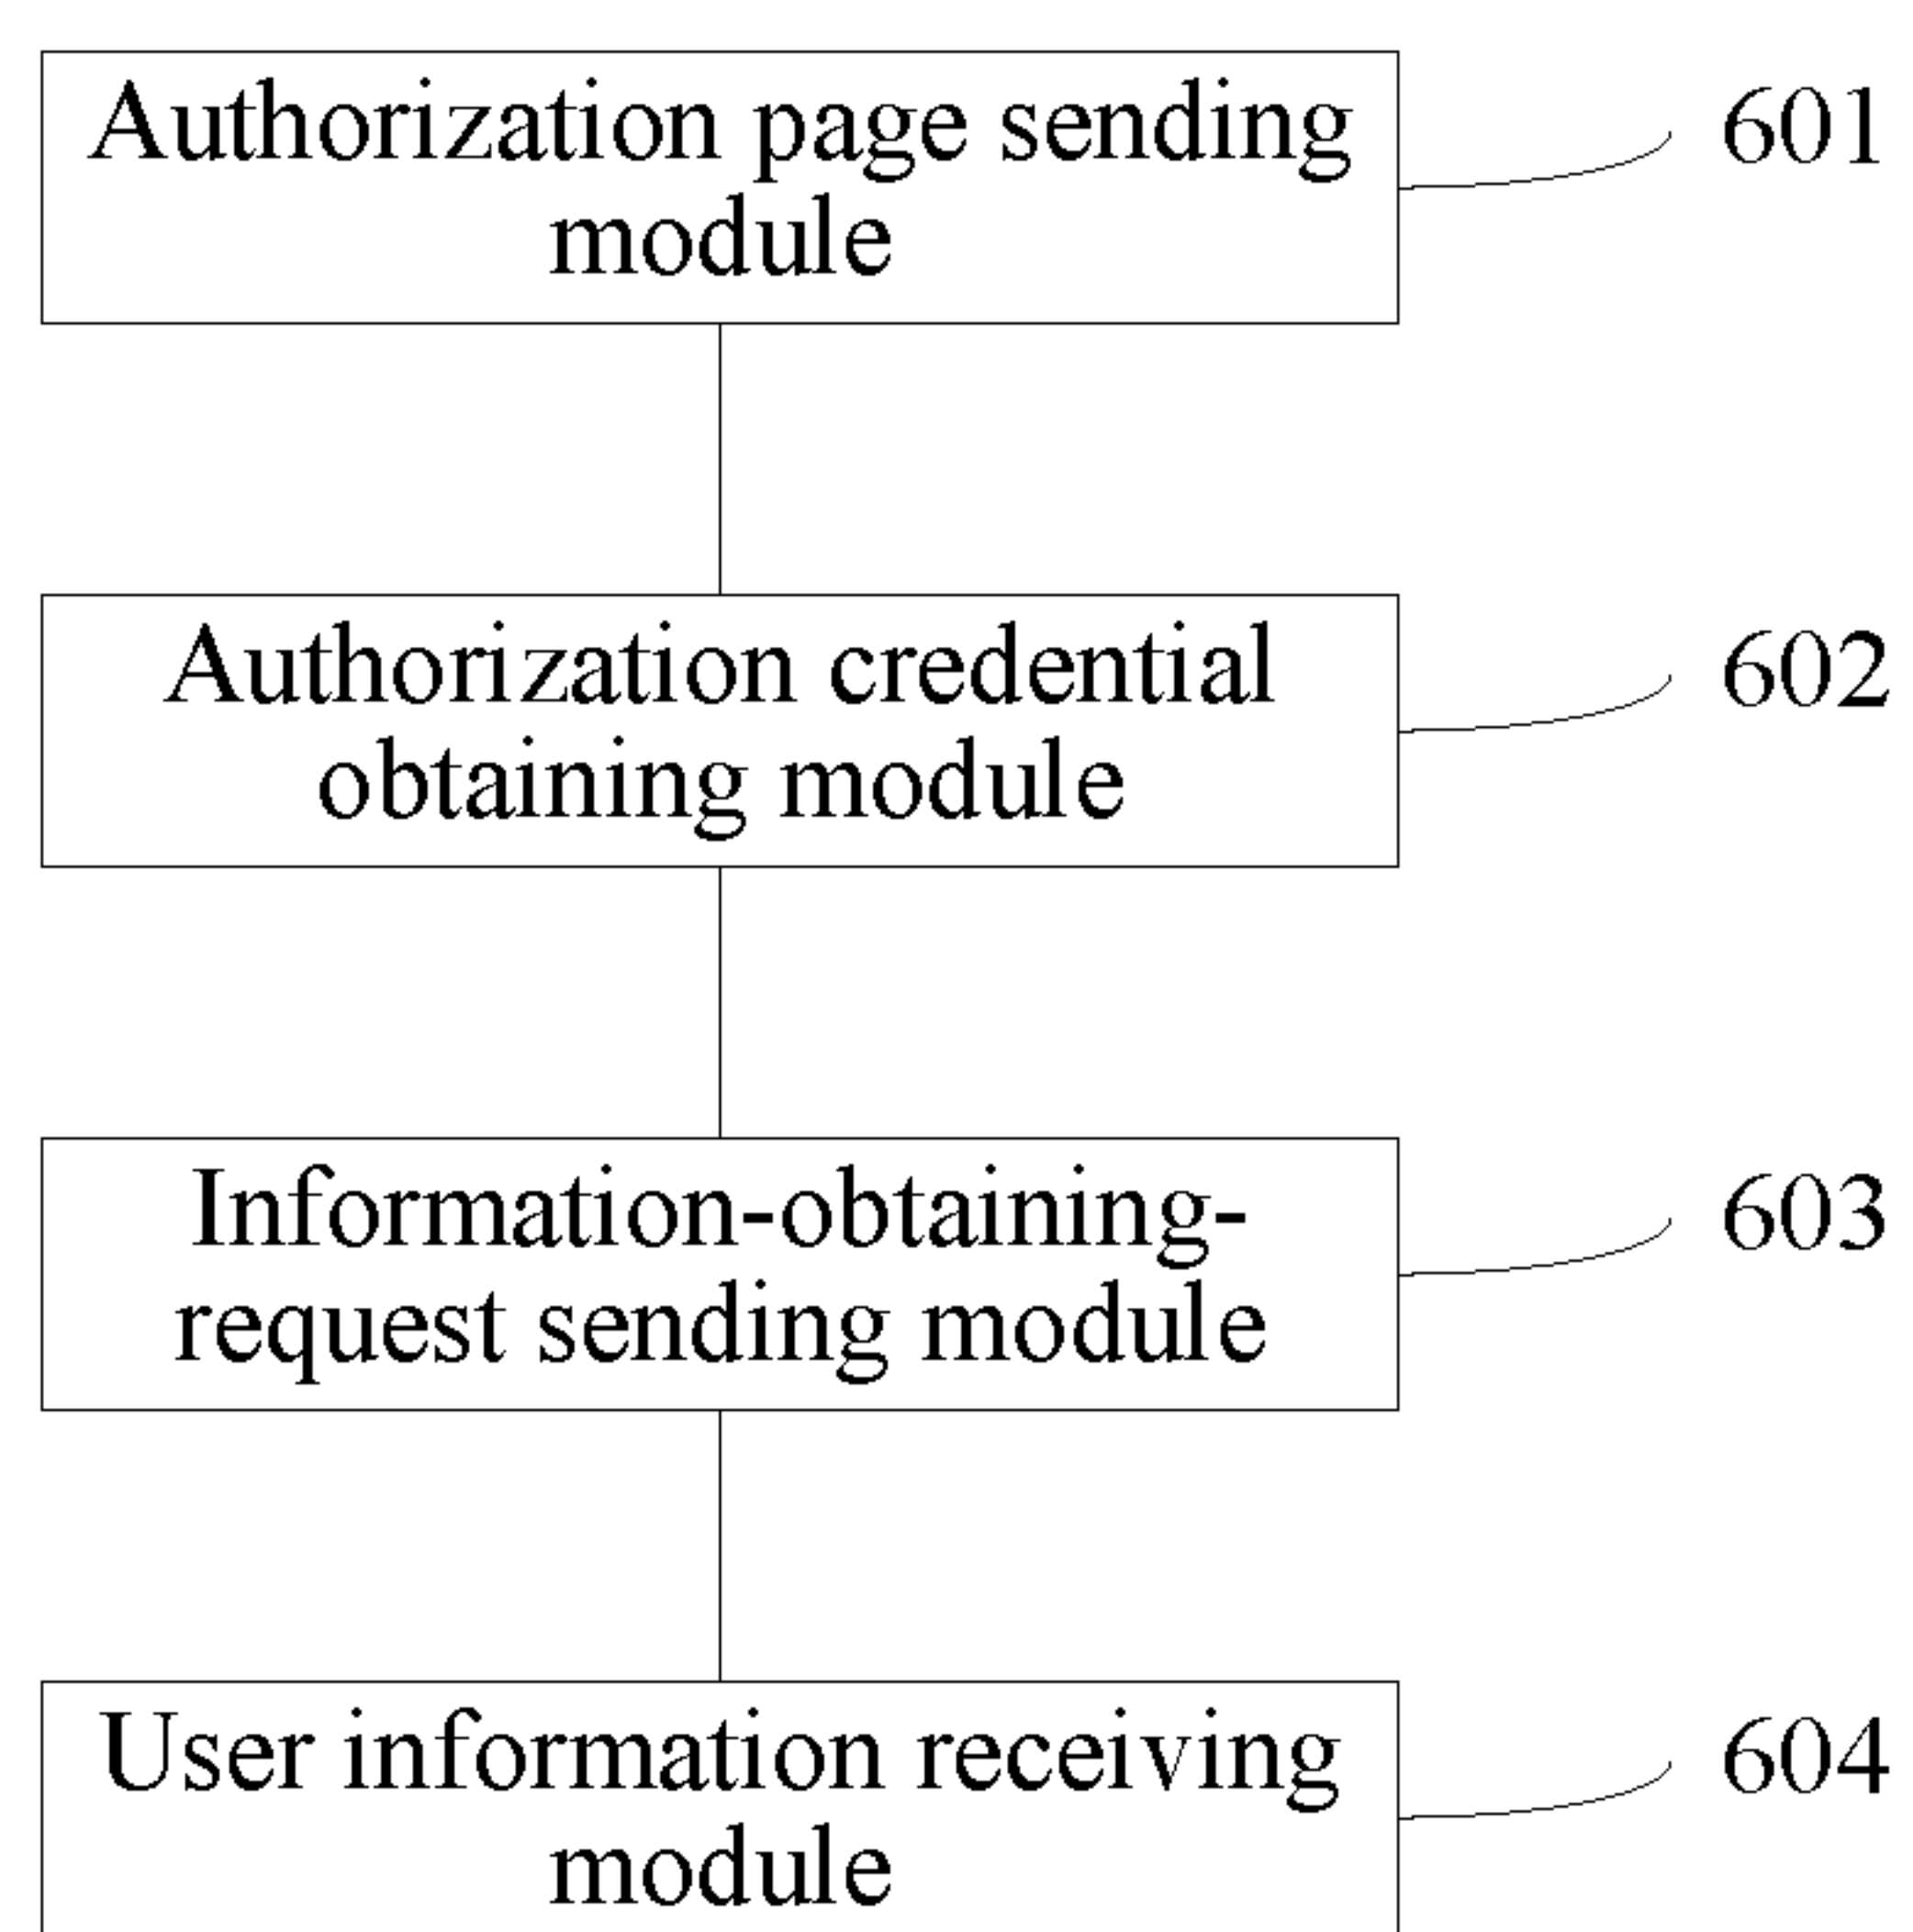 Authorization page sending
module
601
Authorization credential
obtaining module
602
Information-obtaining-
request sending module
603
User information receiving
module
604